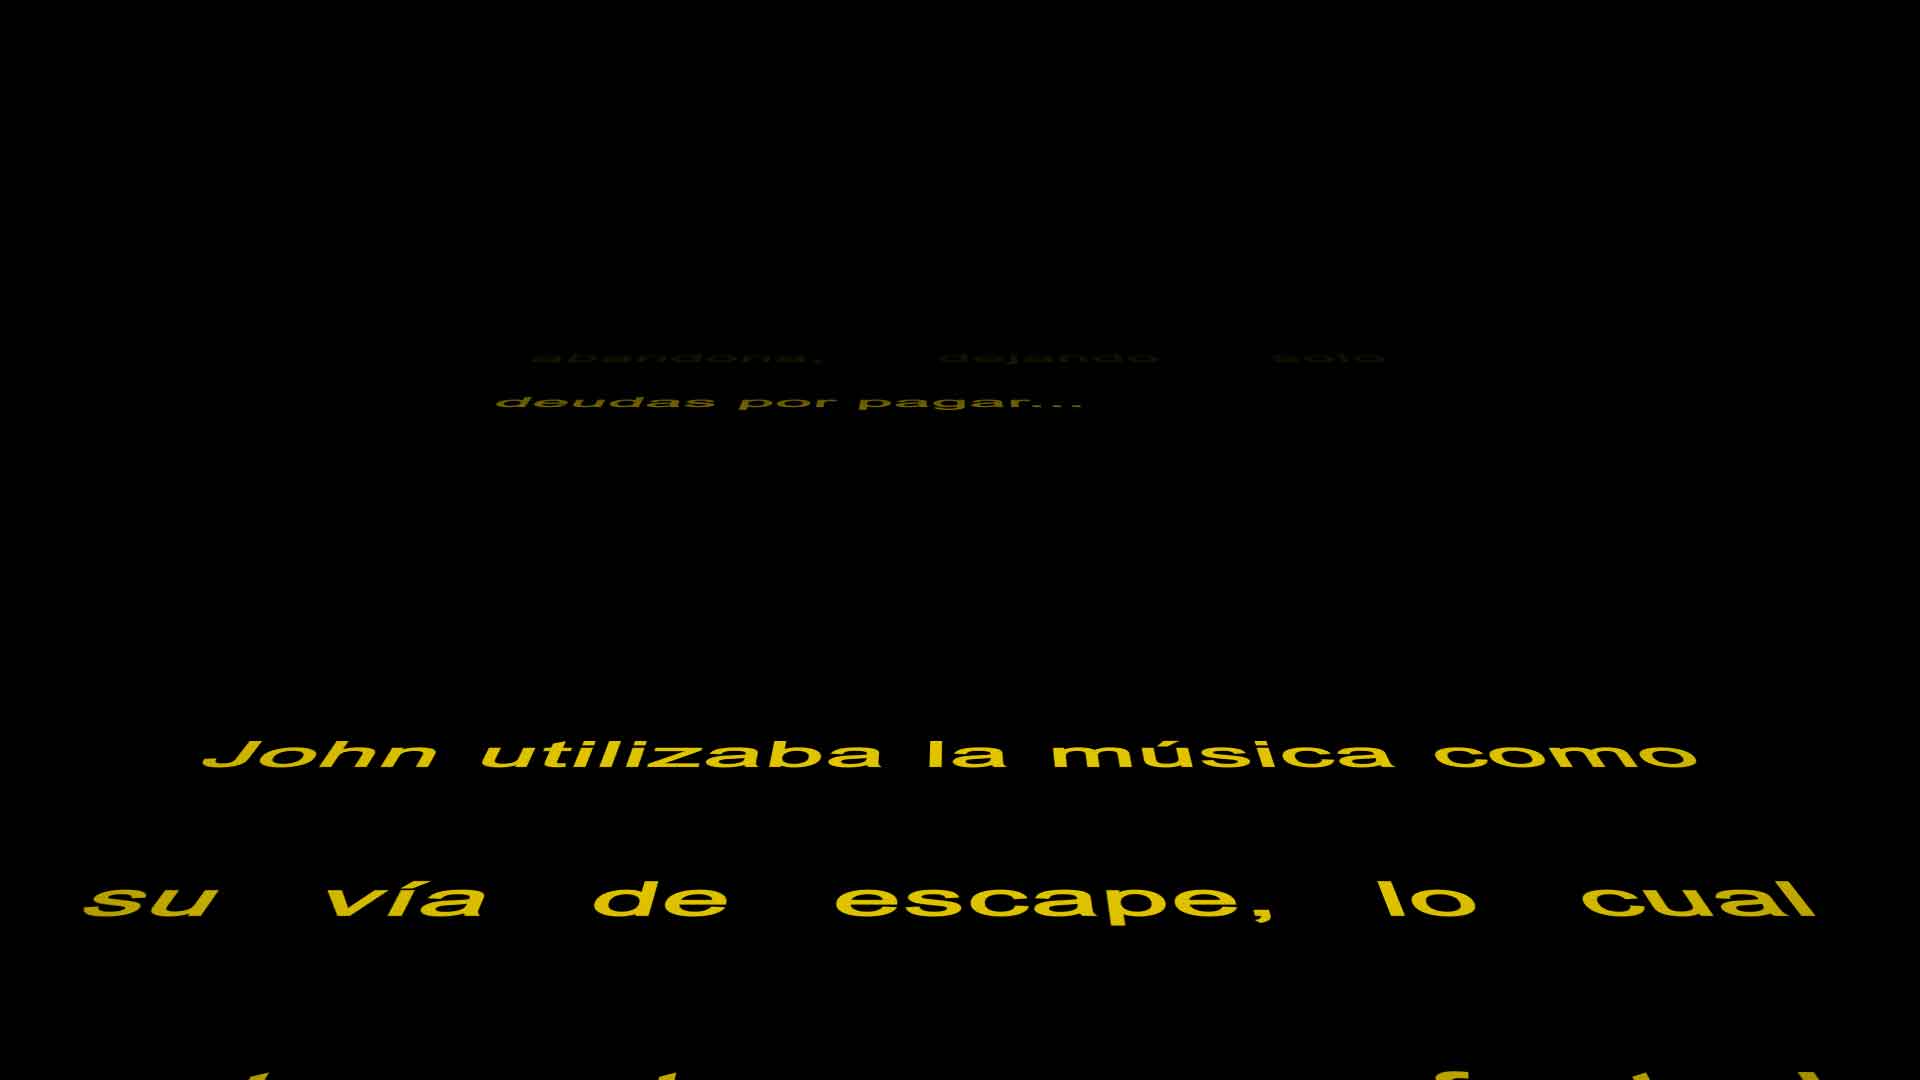 abandona, dejando solo
deudas por pagar...
John utilizaba la música como
su vía de escape, lo cual